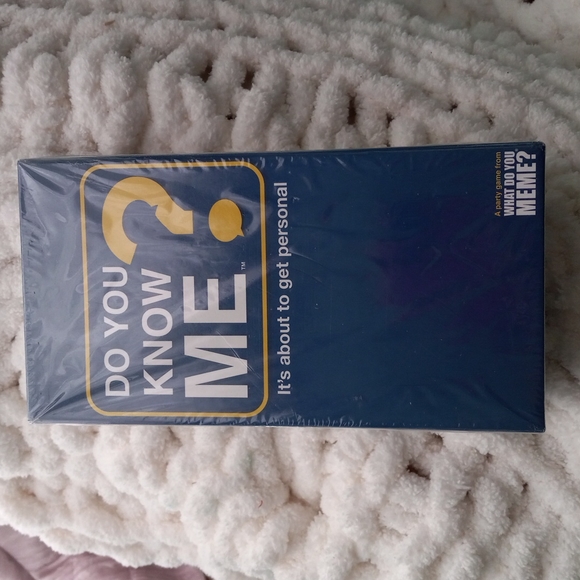 DO YOU
KNOW
ME?™
It's about to get personal
A party game from
WHAT DO YOU
MEME?